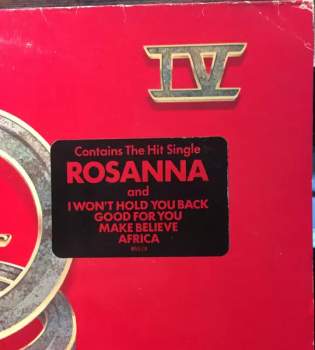 IV
Contains The Hit Single
ROSANNA
and
I WON'T HOLD YOU BACK
GOOD FOR YOU
MAKE BELIEVE
AFRICA